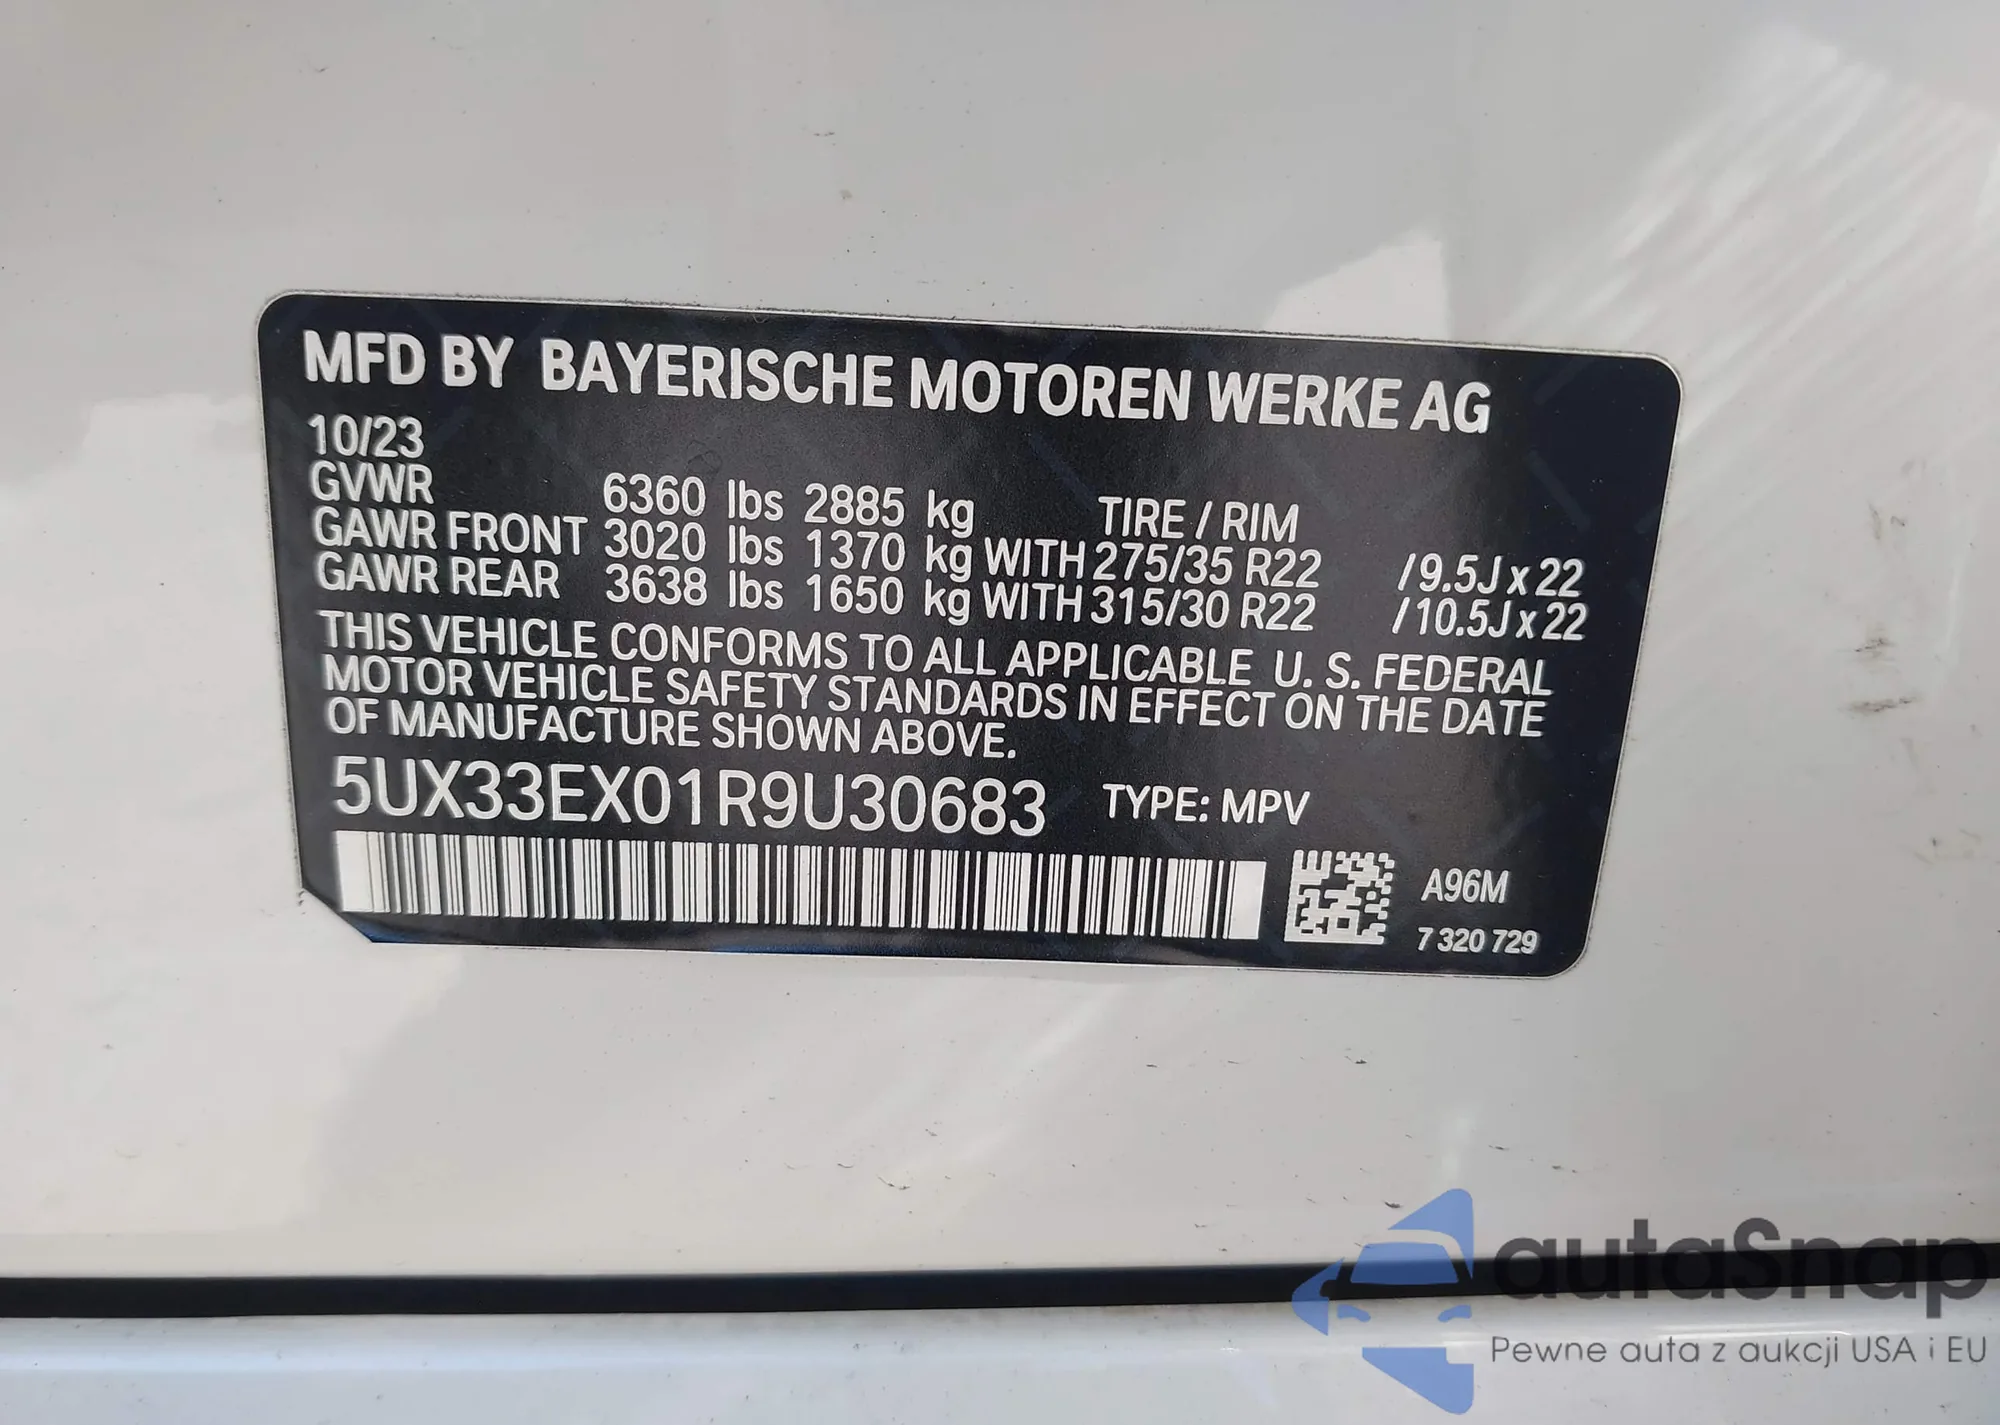 MFD BY BAYERISCHE MOTOREN WERKE AG
10/23
GVWR 6360 lbs 2885 kg TIRE / RIM
GAWR FRONT 3020 lbs 1370 kg WITH 275/35 R22 /9.5J x 22
GAWR REAR 3638 lbs 1650 kg WITH 315/30 R22 /10.5J x 22
THIS VEHICLE CONFORMS TO ALL APPLICABLE U. S. FEDERAL
MOTOR VEHICLE SAFETY STANDARDS IN EFFECT ON THE DATE
OF MANUFACTURE SHOWN ABOVE.
5UX33EX01R9U30683 TYPE: MPV
A96M
7 320 729
autaSnap
Pewne auta z aukcji USA i EU